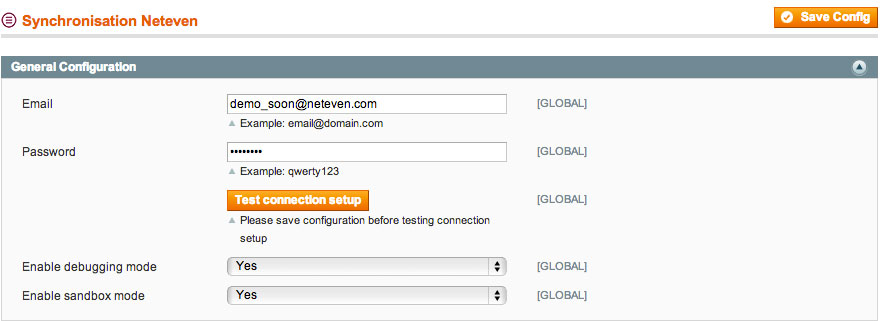 Synchronisation Neteven
Save Config
General Configuration
Email
demo_soon@neteven.com
[GLOBAL]
Example: email@domain.com
Password
••••••••
[GLOBAL]
Example: qwerty123
Test connection setup
[GLOBAL]
Please save configuration before testing connection
setup
Enable debugging mode
Yes
[GLOBAL]
Enable sandbox mode
Yes
[GLOBAL]